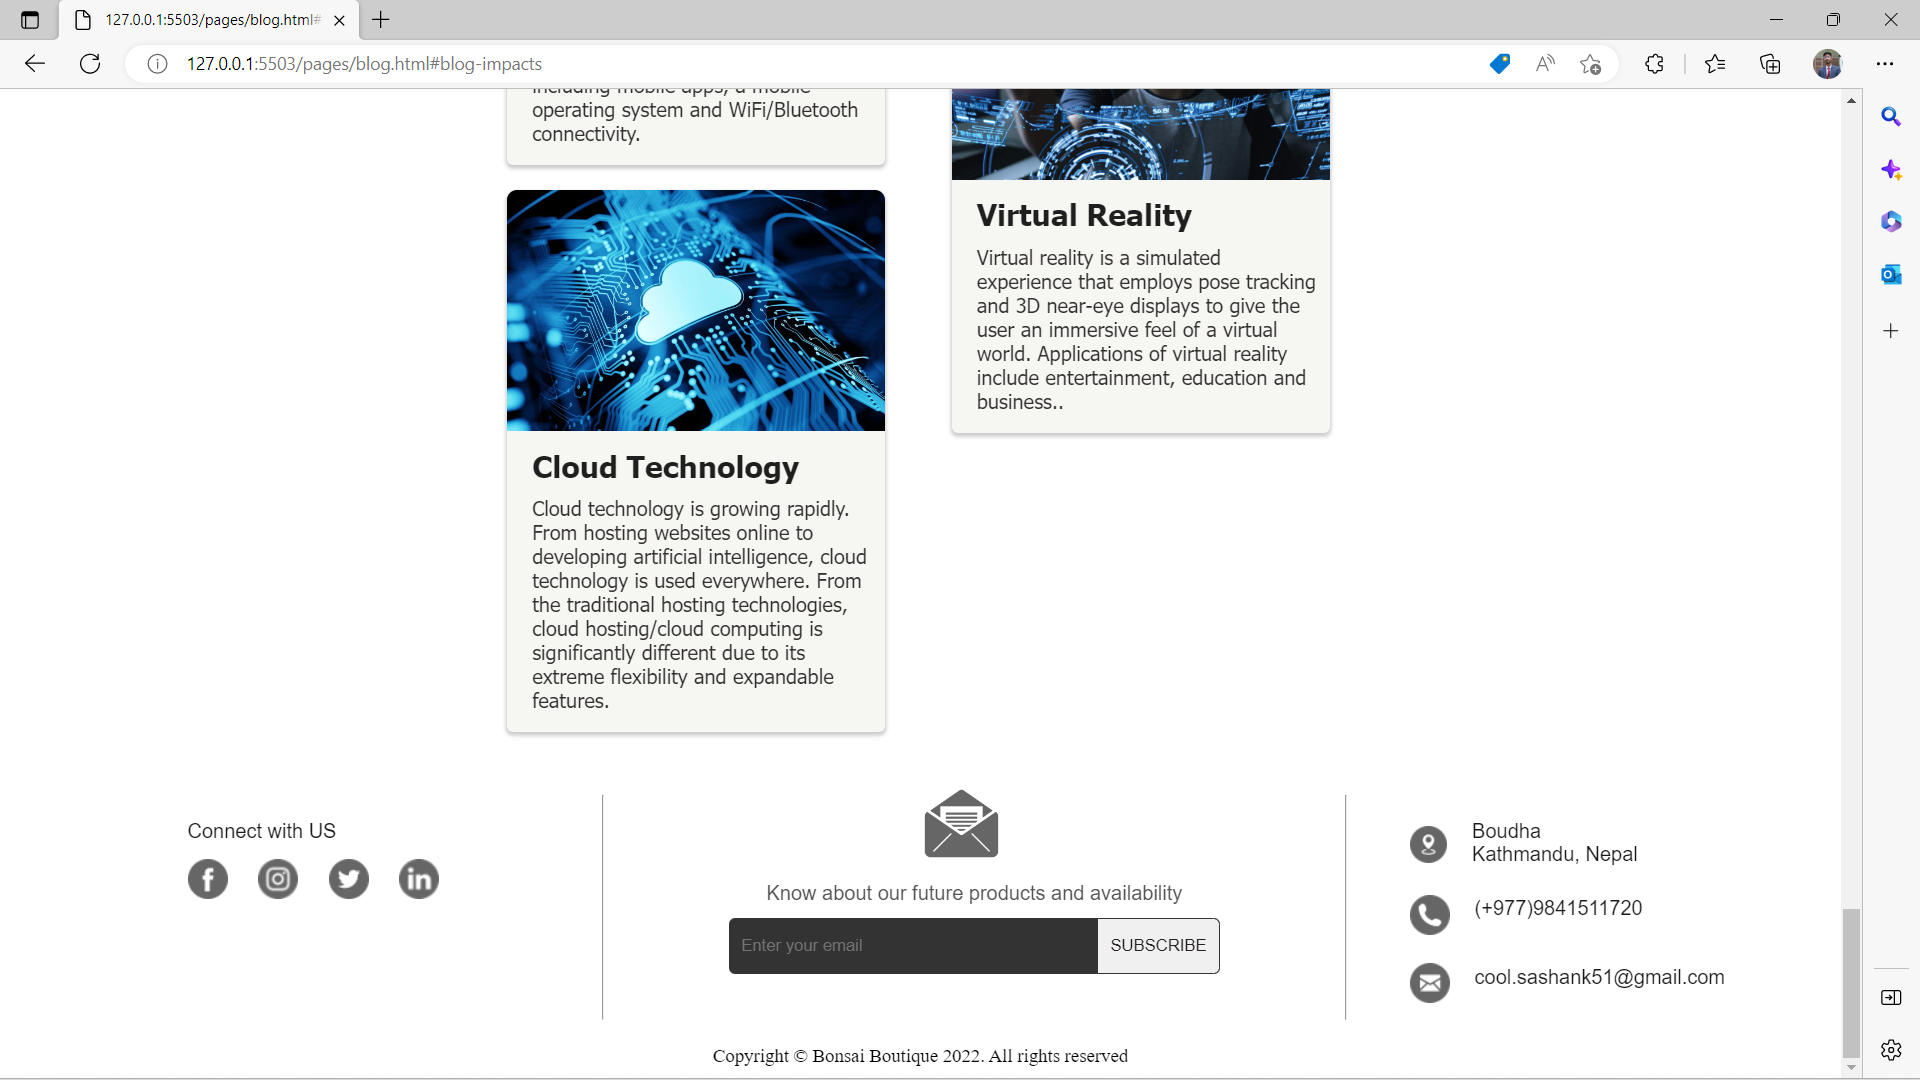 127.0.0.1:5503/pages/blog.html#
127.0.0.1:5503/pages/blog.html#blog-impacts
including mobile apps, a mobile
operating system and WiFi/Bluetooth
connectivity.
Cloud Technology
Cloud technology is growing rapidly.
From hosting websites online to
developing artificial intelligence, cloud
technology is used everywhere. From
the traditional hosting technologies,
cloud hosting/cloud computing is
significantly different due to its
extreme flexibility and expandable
features.
Virtual Reality
Virtual reality is a simulated
experience that employs pose tracking
and 3D near-eye displays to give the
user an immersive feel of a virtual
world. Applications of virtual reality
include entertainment, education and
business..
Connect with US
Know about our future products and availability
Enter your email
SUBSCRIBE
Boudha
Kathmandu, Nepal
(+977)9841511720
cool.sashank51@gmail.com
Copyright © Bonsai Boutique 2022. All rights reserved